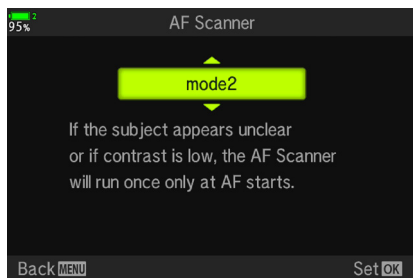 2
95%
AF Scanner
mode2
If the subject appears unclear
or if contrast is low, the AF Scanner
will run once only at AF starts.
Back MENU
Set OK